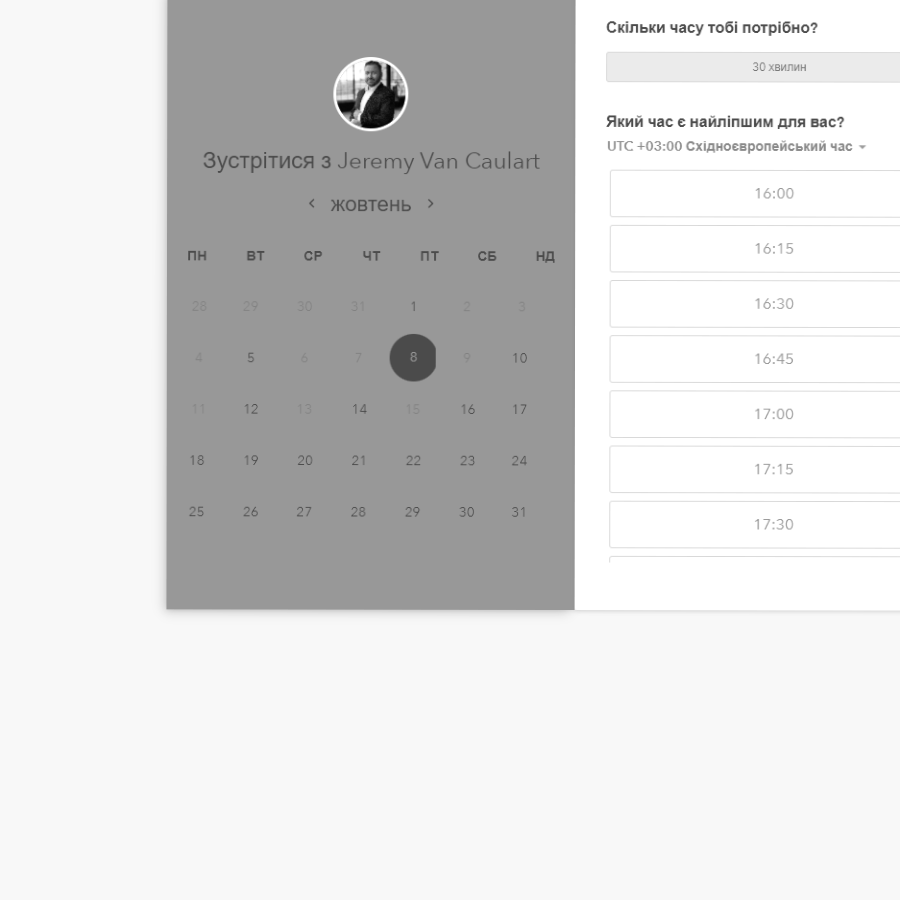 Зустрітися з Jeremy Van Caulart
жовтень
ПН ВТ СР ЧТ ПТ СБ НД
28 29 30 31 1 2 3
4 5 6 7 8 9 10
11 12 13 14 15 16 17
18 19 20 21 22 23 24
25 26 27 28 29 30 31
Скільки часу тобі потрібно?
30 хвилин
Який час є найліпшим для вас?
UTC +03:00 Східноєвропейський час
16:00
16:15
16:30
16:45
17:00
17:15
17:30